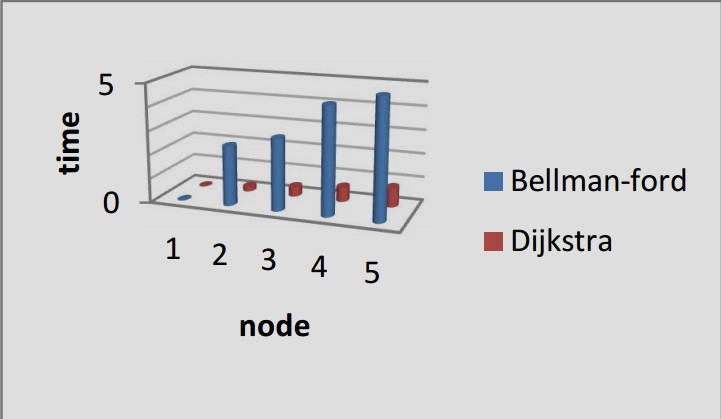 5
time
0
1 2 3 4 5
node
Bellman-ford
Dijkstra